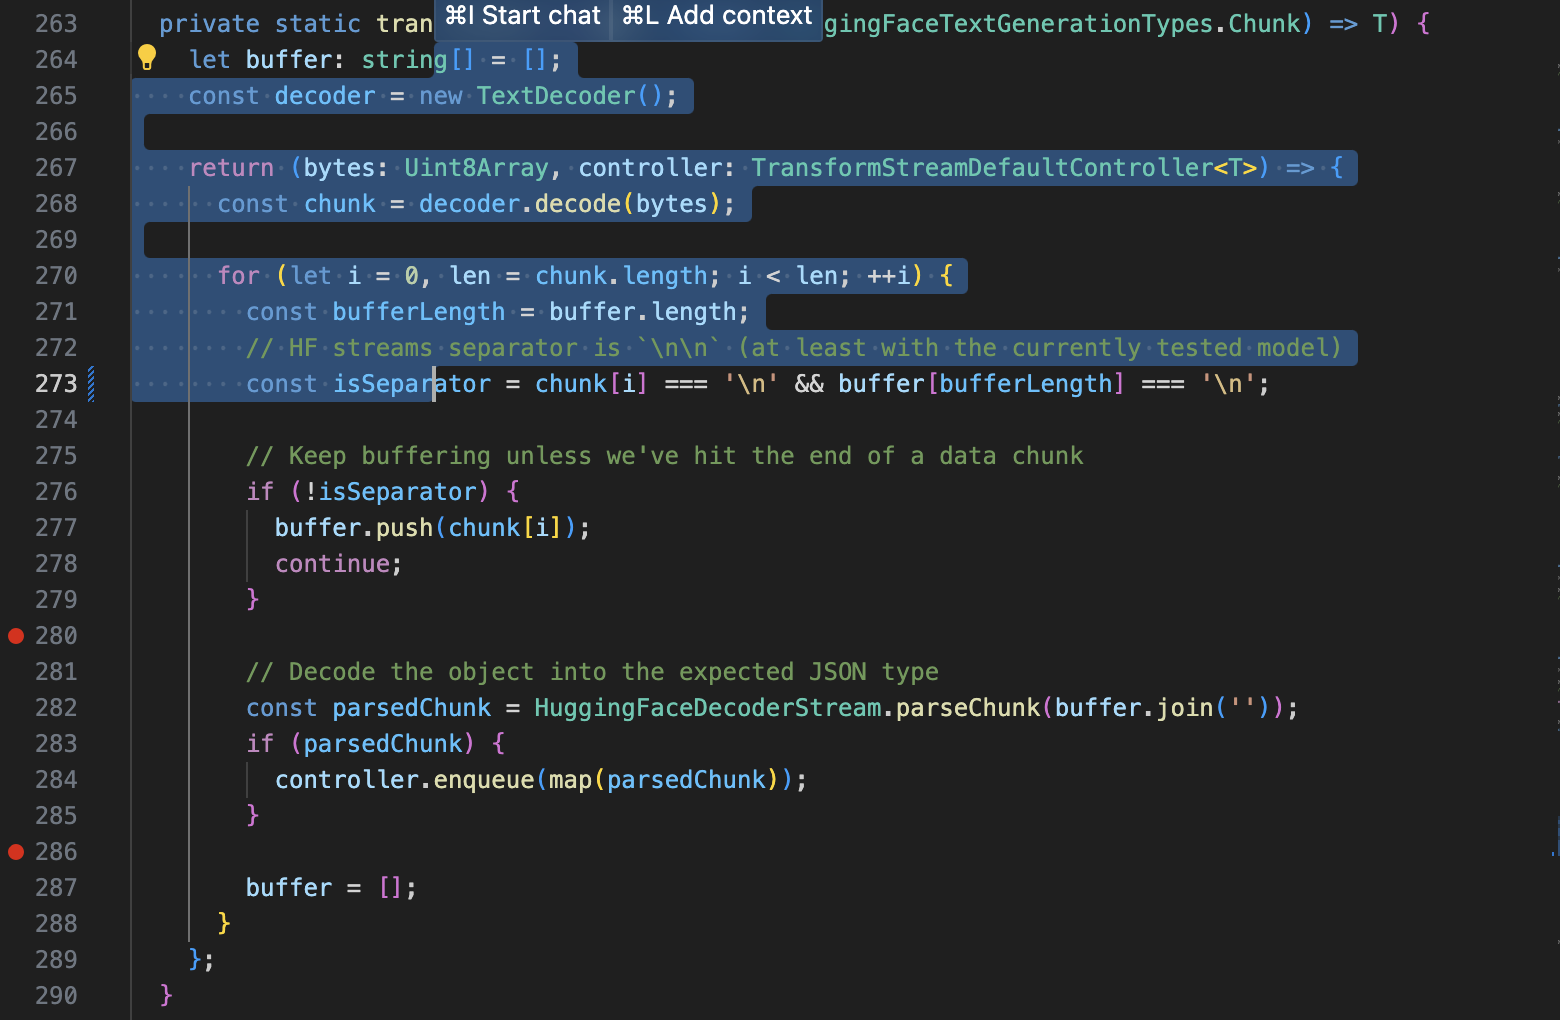 263 private static tran ⌘I Start chat ⌘L Add context gingFaceTextGenerationTypes.Chunk) => T) {
264 let buffer: string[] = [];
265 const decoder = new TextDecoder();
266
267 return (bytes: Uint8Array, controller: TransformStreamDefaultController<T>) => {
268 const chunk = decoder.decode(bytes);
269
270 for (let i = 0, len = chunk.length; i < len; ++i) {
271 const bufferLength = buffer.length;
272 // HF streams separator is `\n\n` (at least with the currently tested model)
273 const isSeparator = chunk[i] === '\n' && buffer[bufferLength] === '\n';
274
275 // Keep buffering unless we've hit the end of a data chunk
276 if (!isSeparator) {
277 buffer.push(chunk[i]);
278 continue;
279 }
280
281 // Decode the object into the expected JSON type
282 const parsedChunk = HuggingFaceDecoderStream.parseChunk(buffer.join(''));
283 if (parsedChunk) {
284 controller.enqueue(map(parsedChunk));
285 }
286
287 buffer = [];
288 }
289 };
290 }